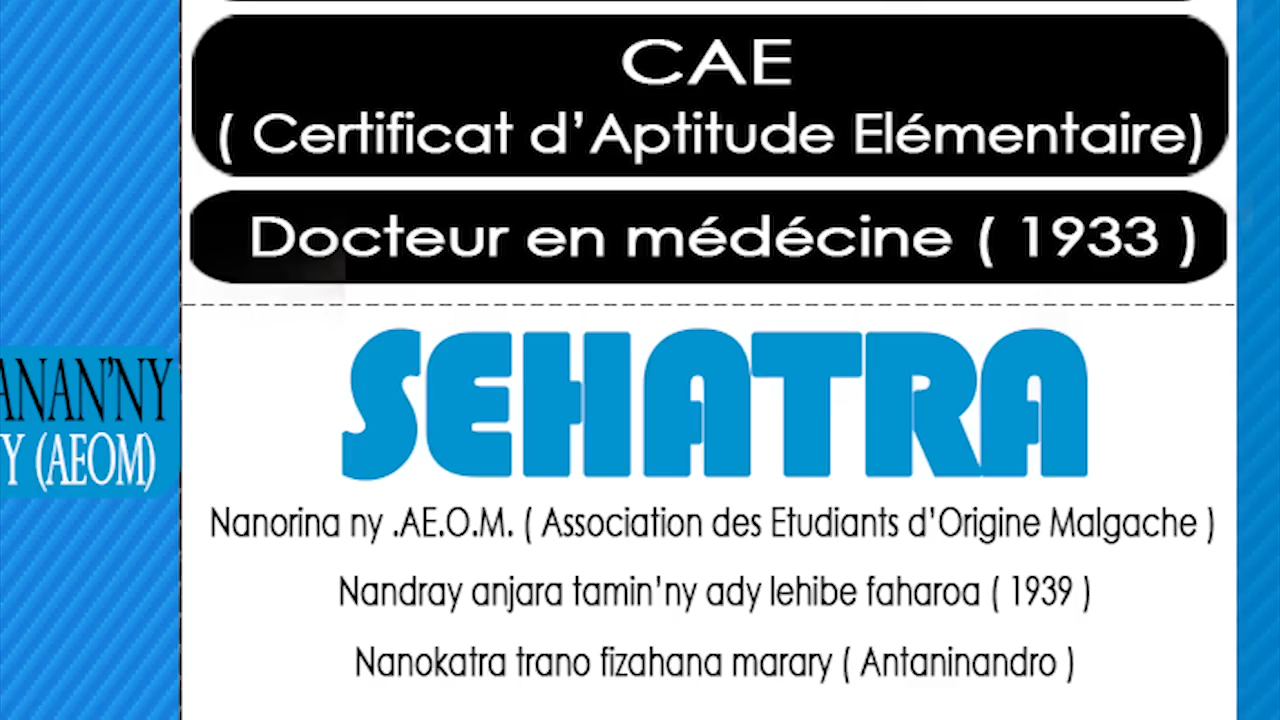 CAE
( Certificat d’Aptitude Elémentaire)
Docteur en médécine ( 1933 )
SEHATRA
ANAN’NY
Y (AEOM)
Nanorina ny .AE.O.M. ( Association des Etudiants d’Origine Malgache )
Nandray anjara tamin’ny ady lehibe faharoa ( 1939 )
Nanokatra trano fizahana marary ( Antaninandro )